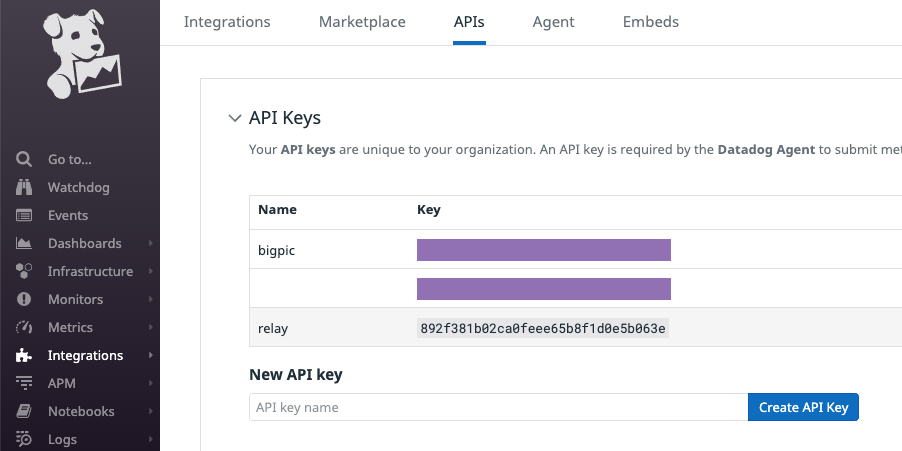 Integrations Marketplace APIs Agent Embeds
Go to...
Watchdog
Events
Dashboards
Infrastructure
Monitors
Metrics
Integrations
APM
Notebooks
Logs
API Keys
Your API keys are unique to your organization. An API key is required by the Datadog Agent to submit met
Name Key
bigpic
relay 892f381b02ca0feee65b8f1d0e5b063e
New API key
API key name Create API Key